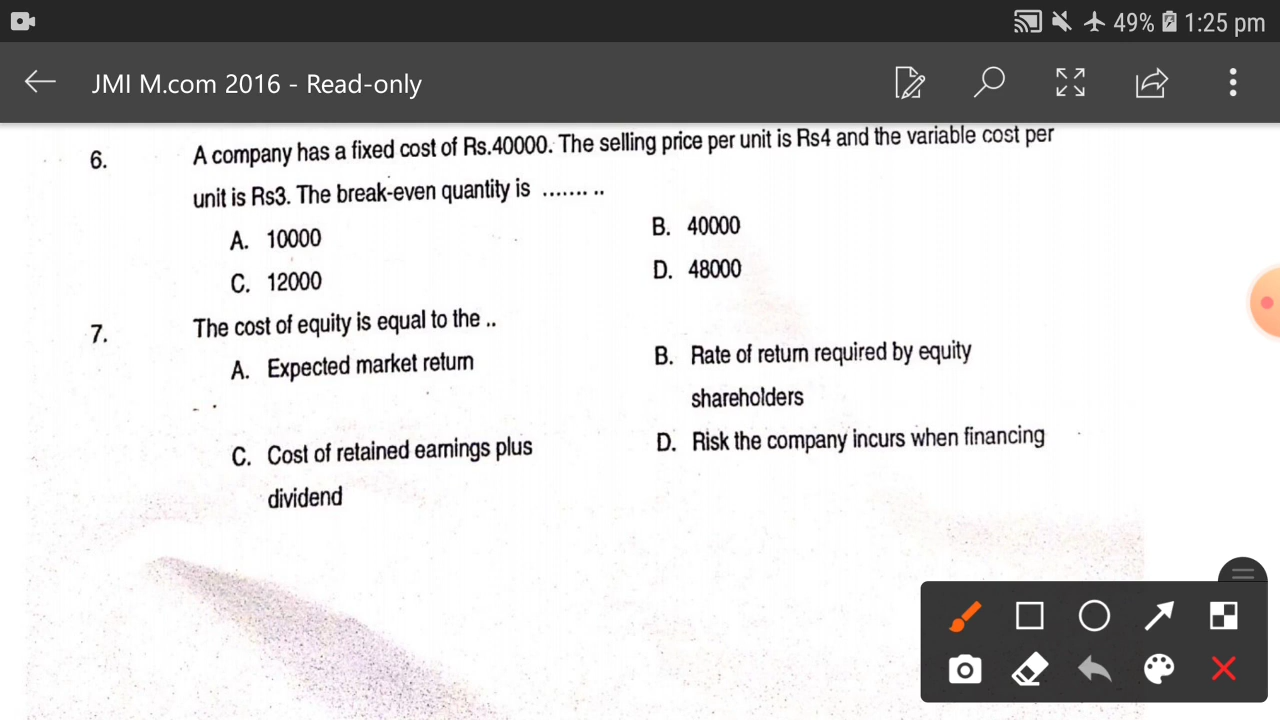 49% 1:25 pm
JMI M.com 2016 - Read-only
6. A company has a fixed cost of Rs.40000. The selling price per unit is Rs4 and the variable cost per
unit is Rs3. The break-even quantity is ....... ..
A. 10000 B. 40000
C. 12000 D. 48000
7. The cost of equity is equal to the ..
A. Expected market return B. Rate of return required by equity
shareholders
C. Cost of retained earnings plus D. Risk the company incurs when financing
dividend